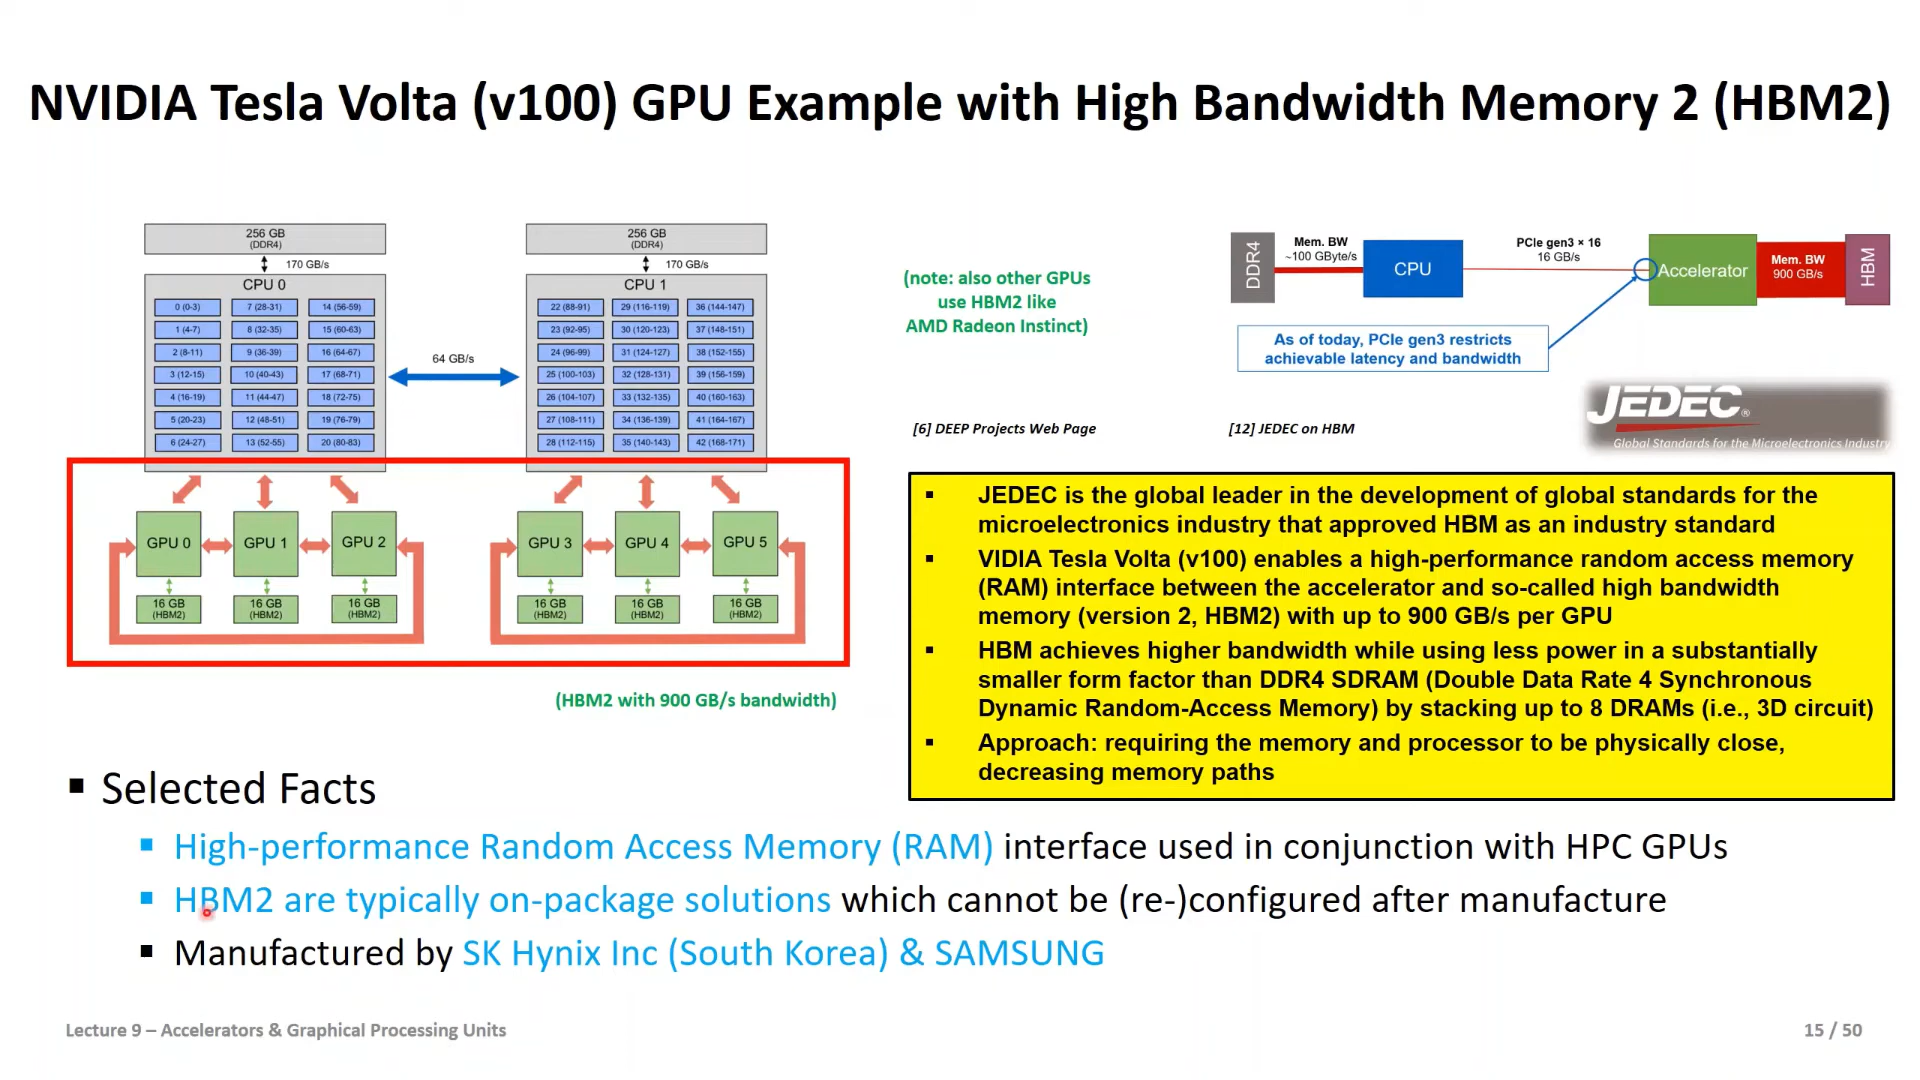 NVIDIA Tesla Volta (v100) GPU Example with High Bandwidth Memory 2 (HBM2)
256 GB
(DDR4)
170 GB/s
CPU 0
0 (0-3)
7 (28-31)
14 (56-59)
1 (4-7)
8 (32-35)
15 (60-63)
2 (8-11)
9 (36-39)
16 (64-67)
3 (12-15)
10 (40-43)
17 (68-71)
4 (16-19)
11 (44-47)
18 (72-75)
5 (20-23)
12 (48-51)
19 (76-79)
6 (24-27)
13 (52-55)
20 (80-83)
64 GB/s
256 GB
(DDR4)
170 GB/s
CPU 1
22 (88-91)
29 (116-119)
36 (144-147)
23 (92-95)
30 (120-123)
37 (148-151)
24 (96-99)
31 (124-127)
38 (152-155)
25 (100-103)
32 (128-131)
39 (156-159)
26 (104-107)
33 (132-135)
40 (160-163)
27 (108-111)
34 (136-139)
41 (164-167)
28 (112-115)
35 (140-143)
42 (168-171)
GPU 0
GPU 1
GPU 2
16 GB
(HBM2)
16 GB
(HBM2)
16 GB
(HBM2)
GPU 3
GPU 4
GPU 5
16 GB
(HBM2)
16 GB
(HBM2)
16 GB
(HBM2)
(HBM2 with 900 GB/s bandwidth)
(note: also other GPUs
use HBM2 like
AMD Radeon Instinct)
[6] DEEP Projects Web Page
DDR4
Mem. BW
~100 GByte/s
CPU
PCIe gen3 × 16
16 GB/s
Accelerator
Mem. BW
900 GB/s
HBM
As of today, PCIe gen3 restricts
achievable latency and bandwidth
[12] JEDEC on HBM
JEDEC®
Global Standards for the Microelectronics Industry
▪ JEDEC is the global leader in the development of global standards for the
microelectronics industry that approved HBM as an industry standard
▪ VIDIA Tesla Volta (v100) enables a high-performance random access memory
(RAM) interface between the accelerator and so-called high bandwidth
memory (version 2, HBM2) with up to 900 GB/s per GPU
▪ HBM achieves higher bandwidth while using less power in a substantially
smaller form factor than DDR4 SDRAM (Double Data Rate 4 Synchronous
Dynamic Random-Access Memory) by stacking up to 8 DRAMs (i.e., 3D circuit)
▪ Approach: requiring the memory and processor to be physically close,
decreasing memory paths
▪ Selected Facts
▪ High-performance Random Access Memory (RAM) interface used in conjunction with HPC GPUs
▪ HBM2 are typically on-package solutions which cannot be (re-)configured after manufacture
▪ Manufactured by SK Hynix Inc (South Korea) & SAMSUNG
Lecture 9 – Accelerators & Graphical Processing Units
15 / 50